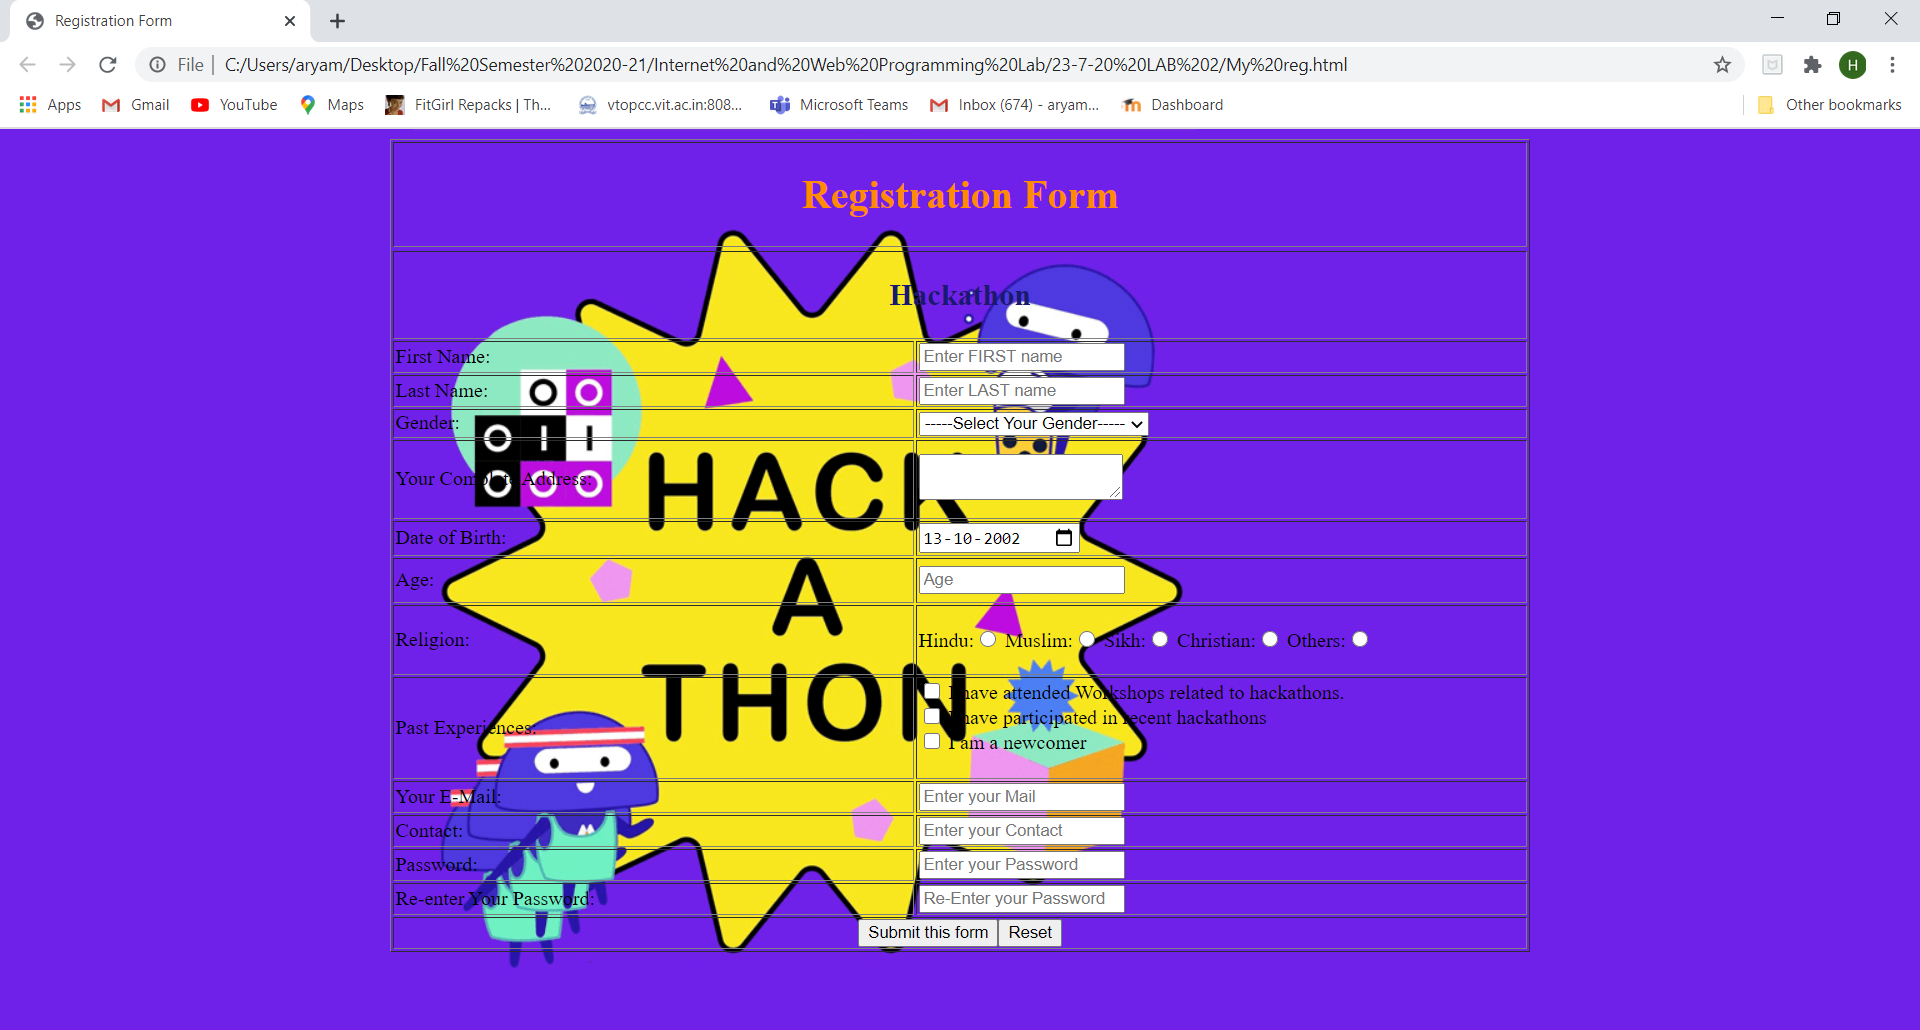 Registration Form
File | C:/Users/aryam/Desktop/Fall%20Semester%202020-21/Internet%20and%20Web%20Programming%20Lab/23-7-20%20LAB%202/My%20reg.html
H
Apps Gmail YouTube Maps FitGirl Repacks | Th... vtopcc.vit.ac.in:808... Microsoft Teams Inbox (674) - aryam... Dashboard Other bookmarks
Registration Form
Hackathon
First Name: Enter FIRST name
Last Name: Enter LAST name
Gender: -----Select Your Gender-----
Your Complete Address:
HACK
Date of Birth: 13-10-2002
Age: Age
A
Religion: Hindu: Muslim: Sikh: Christian: Others:
THON
Past Experiences: I have attended Workshops related to hackathons.
I have participated in recent hackathons
I am a newcomer
Your E-Mail: Enter your Mail
Contact: Enter your Contact
Password: Enter your Password
Re-enter Your Password: Re-Enter your Password
Submit this form Reset